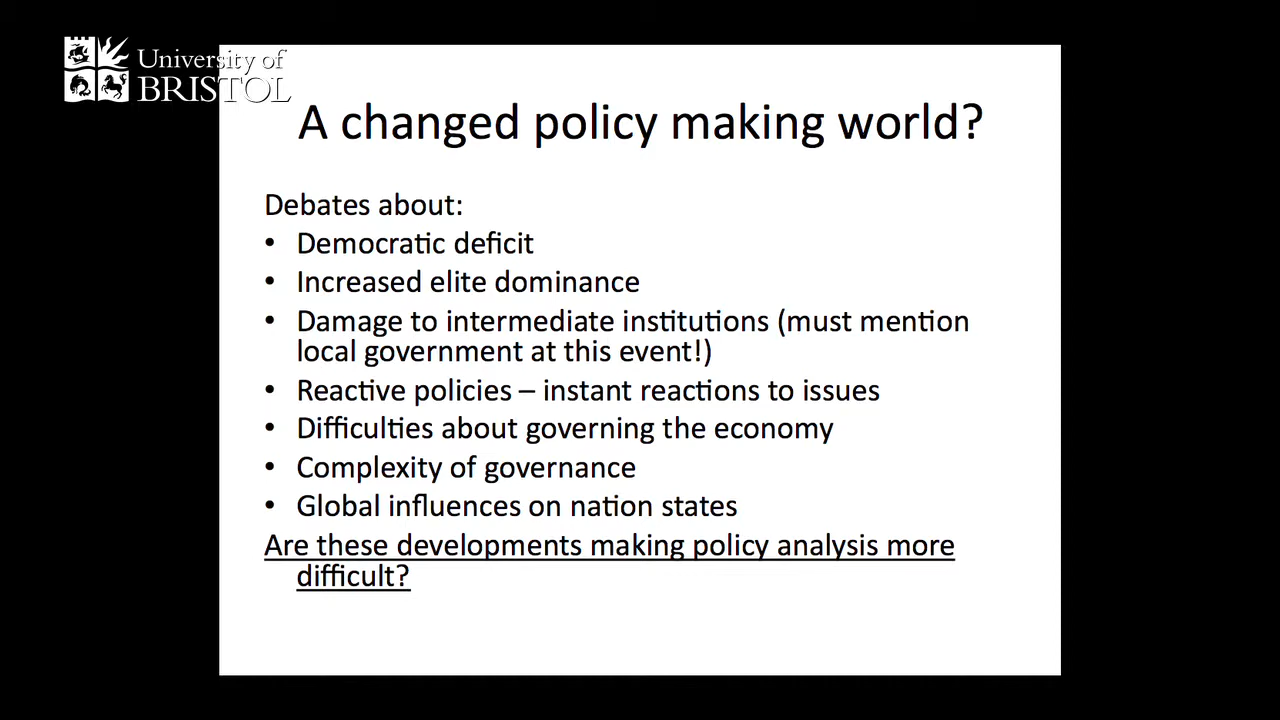 University of
BRISTOL
A changed policy making world?
Debates about:
• Democratic deficit
• Increased elite dominance
• Damage to intermediate institutions (must mention
local government at this event!)
• Reactive policies – instant reactions to issues
• Difficulties about governing the economy
• Complexity of governance
• Global influences on nation states
Are these developments making policy analysis more
difficult?